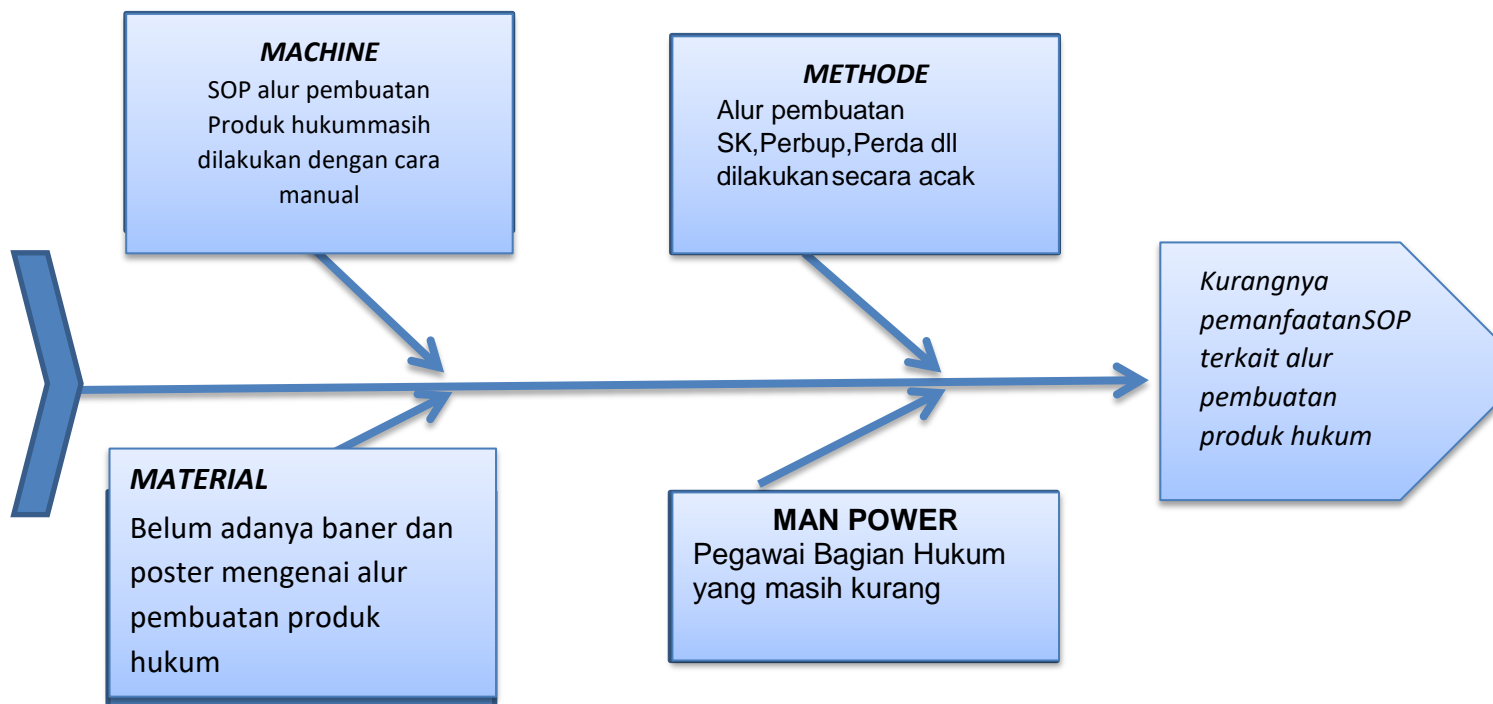 MACHINE
SOP alur pembuatan
Produk hukummasih
dilakukan dengan cara
manual
METHODE
Alur pembuatan
SK,Perbup,Perda dll
dilakukan secara acak
Kurangnya
pemanfaatanSOP
terkait alur
pembuatan
produk hukum
MATERIAL
Belum adanya baner dan
poster mengenai alur
pembuatan produk
hukum
MAN POWER
Pegawai Bagian Hukum
yang masih kurang